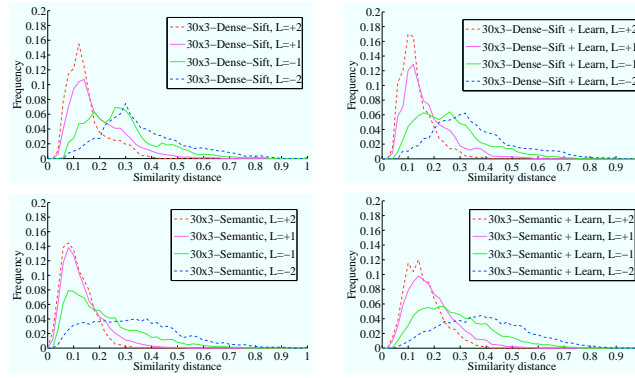 0.2
0.18
0.16
0.14
0.12
0.1
0.08
0.06
0.04
0.02
0
Frequency
30x3-Dense-Sift, L=+2
30x3-Dense-Sift, L=+1
30x3-Dense-Sift, L=-1
30x3-Dense-Sift, L=-2
0 0.1 0.2 0.3 0.4 0.5 0.6 0.7 0.8 0.9 1
Similarity distance
0.2
0.18
0.16
0.14
0.12
0.1
0.08
0.06
0.04
0.02
0
Frequency
30x3-Dense-Sift + Learn, L=+2
30x3-Dense-Sift + Learn, L=+1
30x3-Dense-Sift + Learn, L=-1
30x3-Dense-Sift + Learn, L=-2
0 0.1 0.2 0.3 0.4 0.5 0.6 0.7 0.8 0.9 1
Similarity distance
0.2
0.18
0.16
0.14
0.12
0.1
0.08
0.06
0.04
0.02
0
Frequency
30x3-Semantic, L=+2
30x3-Semantic, L=+1
30x3-Semantic, L=-1
30x3-Semantic, L=-2
0 0.1 0.2 0.3 0.4 0.5 0.6 0.7 0.8 0.9 1
Similarity distance
0.2
0.18
0.16
0.14
0.12
0.1
0.08
0.06
0.04
0.02
0
Frequency
30x3-Semantic + Learn, L=+2
30x3-Semantic + Learn, L=+1
30x3-Semantic + Learn, L=-1
30x3-Semantic + Learn, L=-2
0 0.1 0.2 0.3 0.4 0.5 0.6 0.7 0.8 0.9 1
Similarity distance